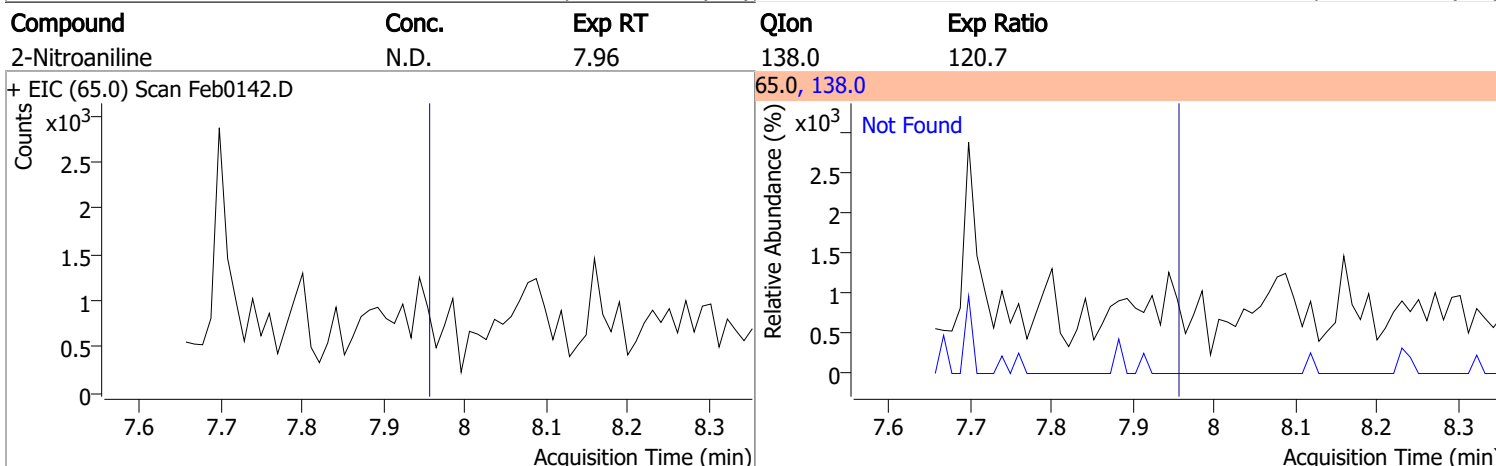 Compound Conc. Exp RT QIon Exp Ratio
2-Nitroaniline N.D. 7.96 138.0 120.7
+ EIC (65.0) Scan Feb0142.D
Counts
x10³
2.5
2
1.5
1
0.5
0
7.6 7.7 7.8 7.9 8 8.1 8.2 8.3
Acquisition Time (min)
65.0, 138.0
Relative Abundance (%)
x10³
Not Found
2.5
2
1.5
1
0.5
0
7.6 7.7 7.8 7.9 8 8.1 8.2 8.3
Acquisition Time (min)